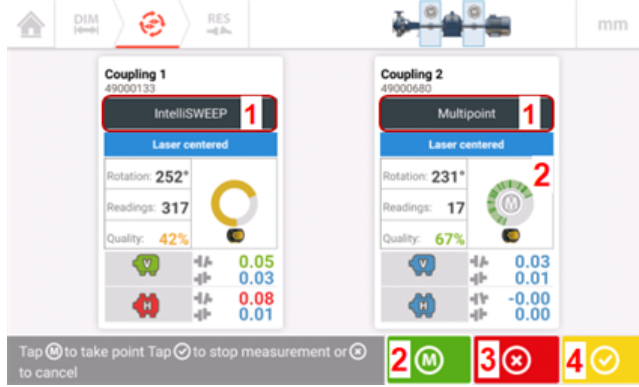 DIM
RES
mm
Coupling 1
49000133
IntelliSWEEP 1
Laser centered
Rotation: 252°
Readings: 317
Quality: 42%
V 0.05
0.03
H 0.08
0.01
Coupling 2
49000680
Multipoint 1
Laser centered
Rotation: 231°
Readings: 17
Quality: 67%
M
2
V 0.03
0.01
H -0.00
0.00
Tap Ⓜ to take point Tap to stop measurement or
to cancel
2 M
3
4